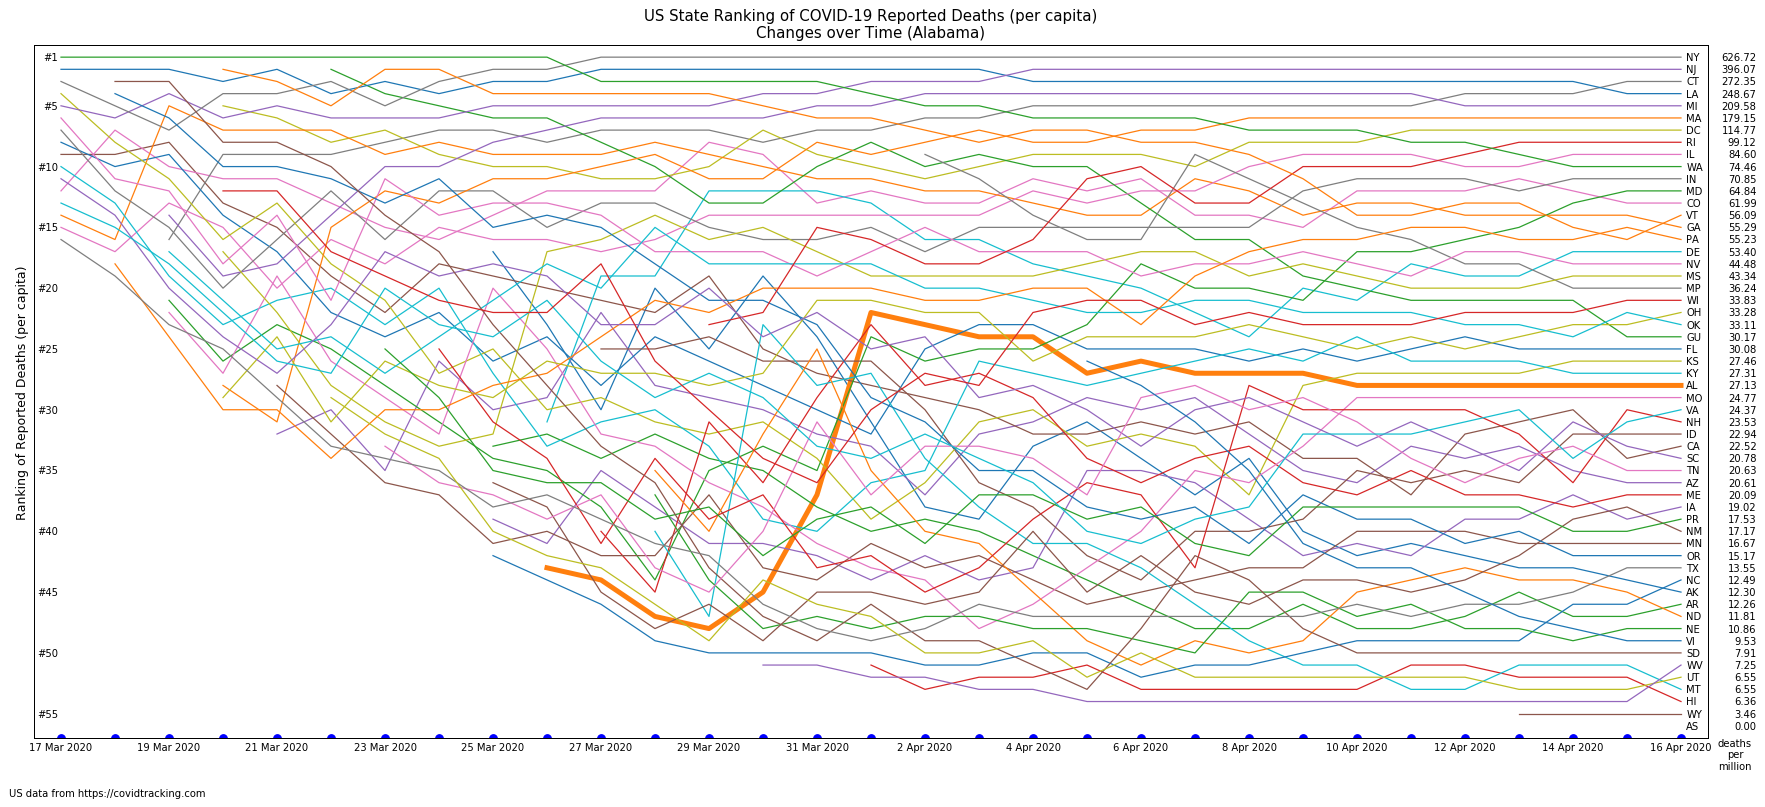 US State Ranking of COVID-19 Reported Deaths (per capita)
Changes over Time (Alabama)
Ranking of Reported Deaths (per capita)
#1
#5
#10
#15
#20
#25
#30
#35
#40
#45
#50
#55
NY 626.72
NJ 396.07
CT 272.35
LA 248.67
MI 209.58
MA 179.15
DC 114.77
RI 99.12
IL 84.60
WA 74.46
IN 70.85
MD 64.84
CO 61.99
VT 56.09
GA 55.29
PA 55.23
DE 53.40
NV 44.48
MS 43.34
MP 36.24
WI 33.83
OH 33.28
OK 33.11
GU 30.17
FL 30.08
KS 27.46
KY 27.31
AL 27.13
MO 24.77
VA 24.37
NH 23.53
ID 22.94
CA 22.52
SC 20.78
TN 20.63
AZ 20.61
ME 20.09
IA 19.02
PR 17.53
NM 17.17
MN 16.67
OR 15.17
TX 13.55
NC 12.49
AK 12.30
AR 12.26
ND 11.81
NE 10.86
VI 9.53
SD 7.91
WV 7.25
UT 6.55
MT 6.55
HI 6.36
WY 3.46
AS 0.00
17 Mar 2020 19 Mar 2020 21 Mar 2020 23 Mar 2020 25 Mar 2020 27 Mar 2020 29 Mar 2020 31 Mar 2020 2 Apr 2020 4 Apr 2020 6 Apr 2020 8 Apr 2020 10 Apr 2020 12 Apr 2020 14 Apr 2020 16 Apr 2020
deaths
per
million
US data from https://covidtracking.com